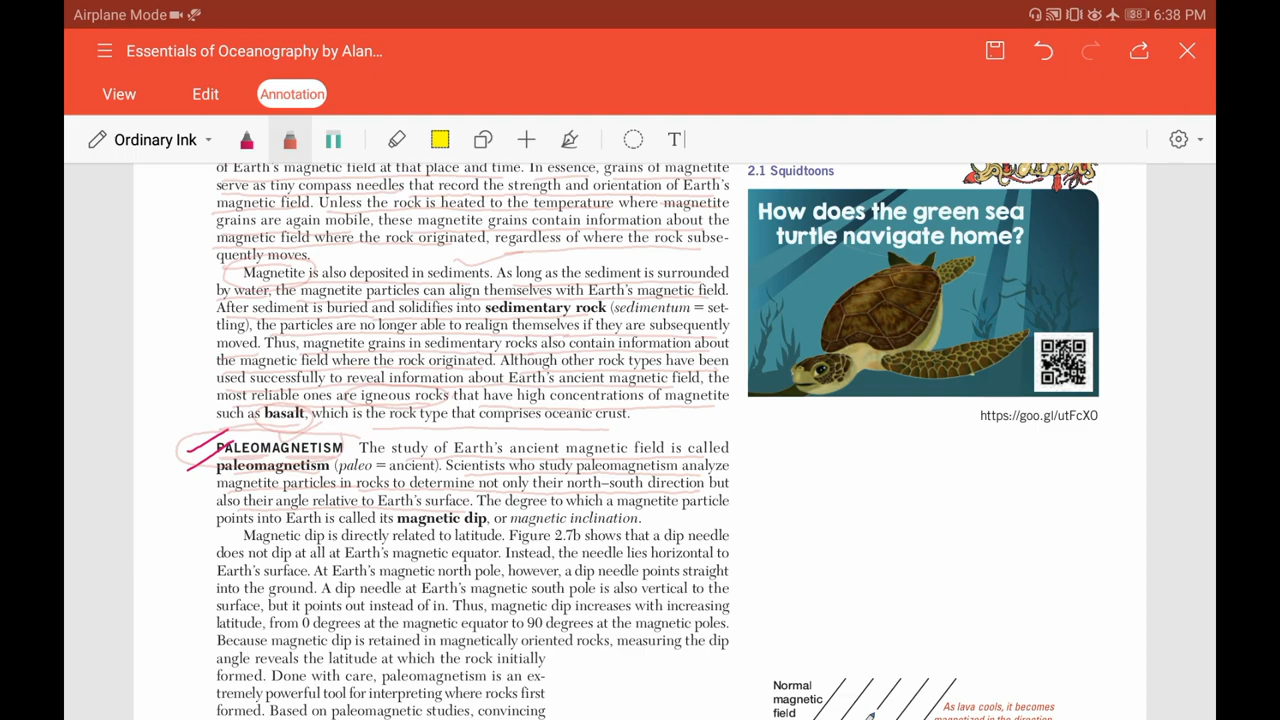 Airplane Mode
38 6:38 PM
Essentials of Oceanography by Alan...
View Edit Annotation
Ordinary Ink
T
of Earth's magnetic field at that place and time. In essence, grains of magnetite
serve as tiny compass needles that record the strength and orientation of Earth's
magnetic field. Unless the rock is heated to the temperature where magnetite
grains are again mobile, these magnetite grains contain information about the
magnetic field where the rock originated, regardless of where the rock subse-
quently moves.
Magnetite is also deposited in sediments. As long as the sediment is surrounded
by water, the magnetite particles can align themselves with Earth's magnetic field.
After sediment is buried and solidifies into sedimentary rock (sedimentum = set-
tling), the particles are no longer able to realign themselves if they are subsequently
moved. Thus, magnetite grains in sedimentary rocks also contain information about
the magnetic field where the rock originated. Although other rock types have been
used successfully to reveal information about Earth's ancient magnetic field, the
most reliable ones are igneous rocks that have high concentrations of magnetite
such as basalt, which is the rock type that comprises oceanic crust.
PALEOMAGNETISM The study of Earth's ancient magnetic field is called
paleomagnetism (paleo = ancient). Scientists who study paleomagnetism analyze
magnetite particles in rocks to determine not only their north–south direction but
also their angle relative to Earth's surface. The degree to which a magnetite particle
points into Earth is called its magnetic dip, or magnetic inclination.
Magnetic dip is directly related to latitude. Figure 2.7b shows that a dip needle
does not dip at all at Earth's magnetic equator. Instead, the needle lies horizontal to
Earth's surface. At Earth's magnetic north pole, however, a dip needle points straight
into the ground. A dip needle at Earth's magnetic south pole is also vertical to the
surface, but it points out instead of in. Thus, magnetic dip increases with increasing
latitude, from 0 degrees at the magnetic equator to 90 degrees at the magnetic poles.
Because magnetic dip is retained in magnetically oriented rocks, measuring the dip
angle reveals the latitude at which the rock initially
formed. Done with care, paleomagnetism is an ex-
tremely powerful tool for interpreting where rocks first
formed. Based on paleomagnetic studies, convincing
2.1 Squidtoons
How does the green sea
turtle navigate home?
https://goo.gl/utFcXO
Normal
magnetic
field
As lava cools, it becomes
magnetized in the direction